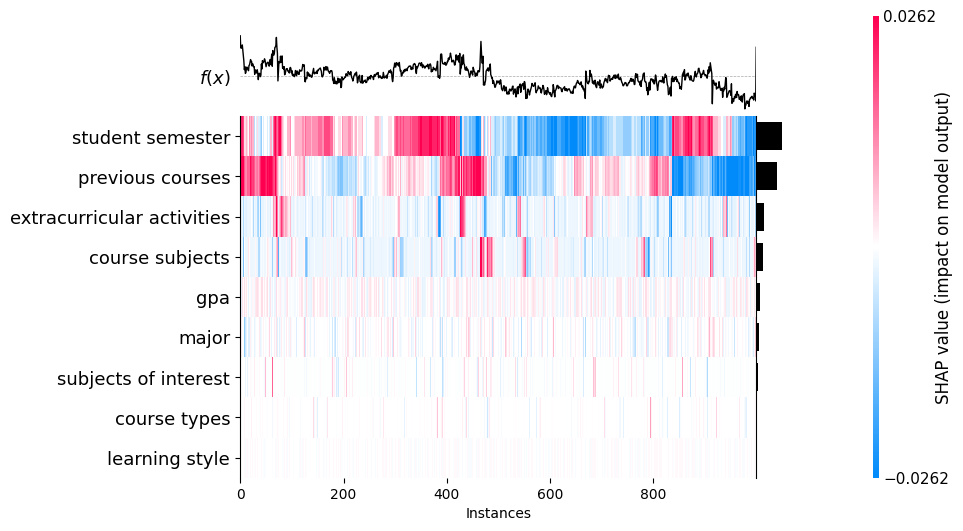 0.0262
f(x)
student semester
previous courses
extracurricular activities
course subjects
gpa
major
subjects of interest
course types
learning style
0 200 400 600 800
Instances
SHAP value (impact on model output)
−0.0262